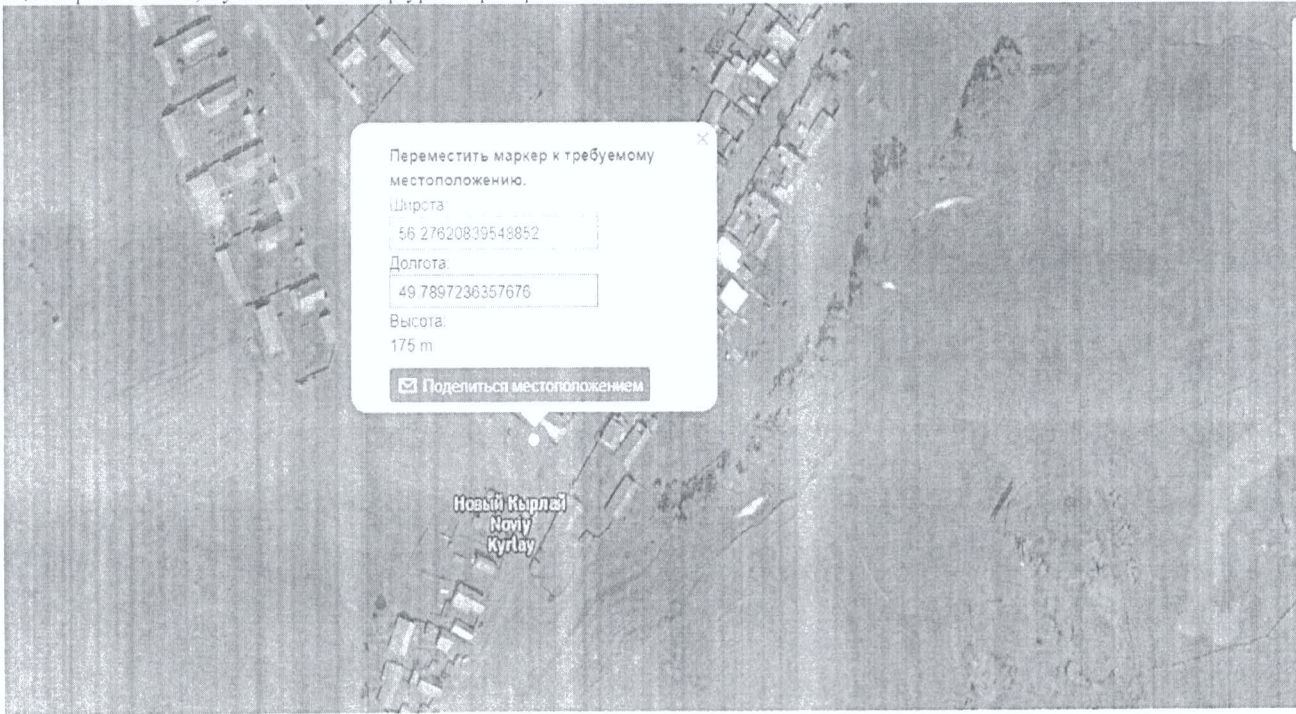 Переместить маркер к требуемому
местоположению.
Широта:
56.27620839548852
Долгота:
49.7897236357676
Высота:
175 m
Поделиться местоположением
Новый Кырлай
Noviy
Kyrlay